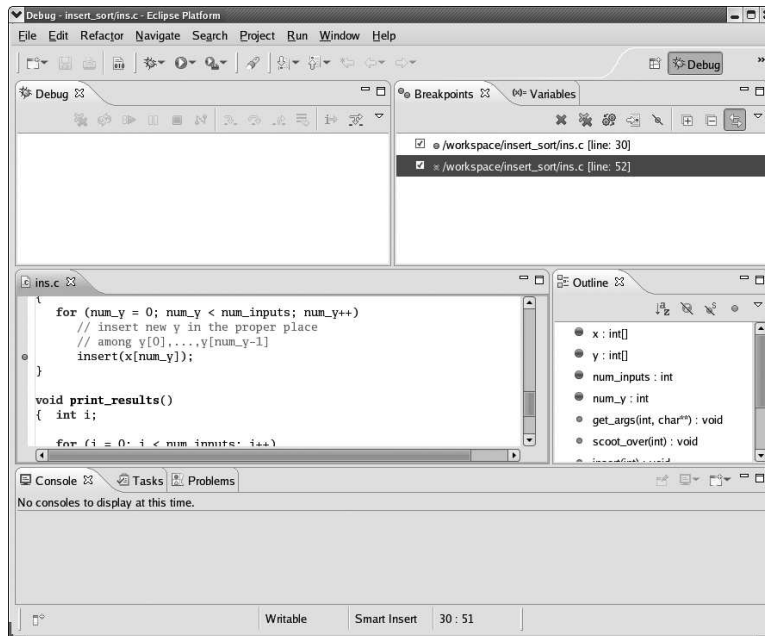 Debug - insert_sort/ins.c - Eclipse Platform
File Edit Refactor Navigate Search Project Run Window Help
Debug
Debug
Breakpoints (x)= Variables
/workspace/insert_sort/ins.c [line: 30]
/workspace/insert_sort/ins.c [line: 52]
ins.c
{
for (num_y = 0; num_y < num_inputs; num_y++)
// insert new y in the proper place
// among y[0],...,y[num_y-1]
insert(x[num_y]);
}
void print_results()
{ int i;
for (i = 0; i < num_inputs; i++)
Outline
x : int[]
y : int[]
num_inputs : int
num_y : int
get_args(int, char**) : void
scoot_over(int) : void
insert(int) : void
Console Tasks Problems
No consoles to display at this time.
Writable Smart Insert 30 : 51